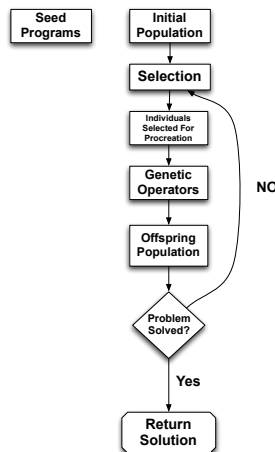 Seed
Programs
Initial
Population
Selection
Individuals
Selected For
Procreation
Genetic
Operators
NO
Offspring
Population
Problem
Solved?
Yes
Return
Solution